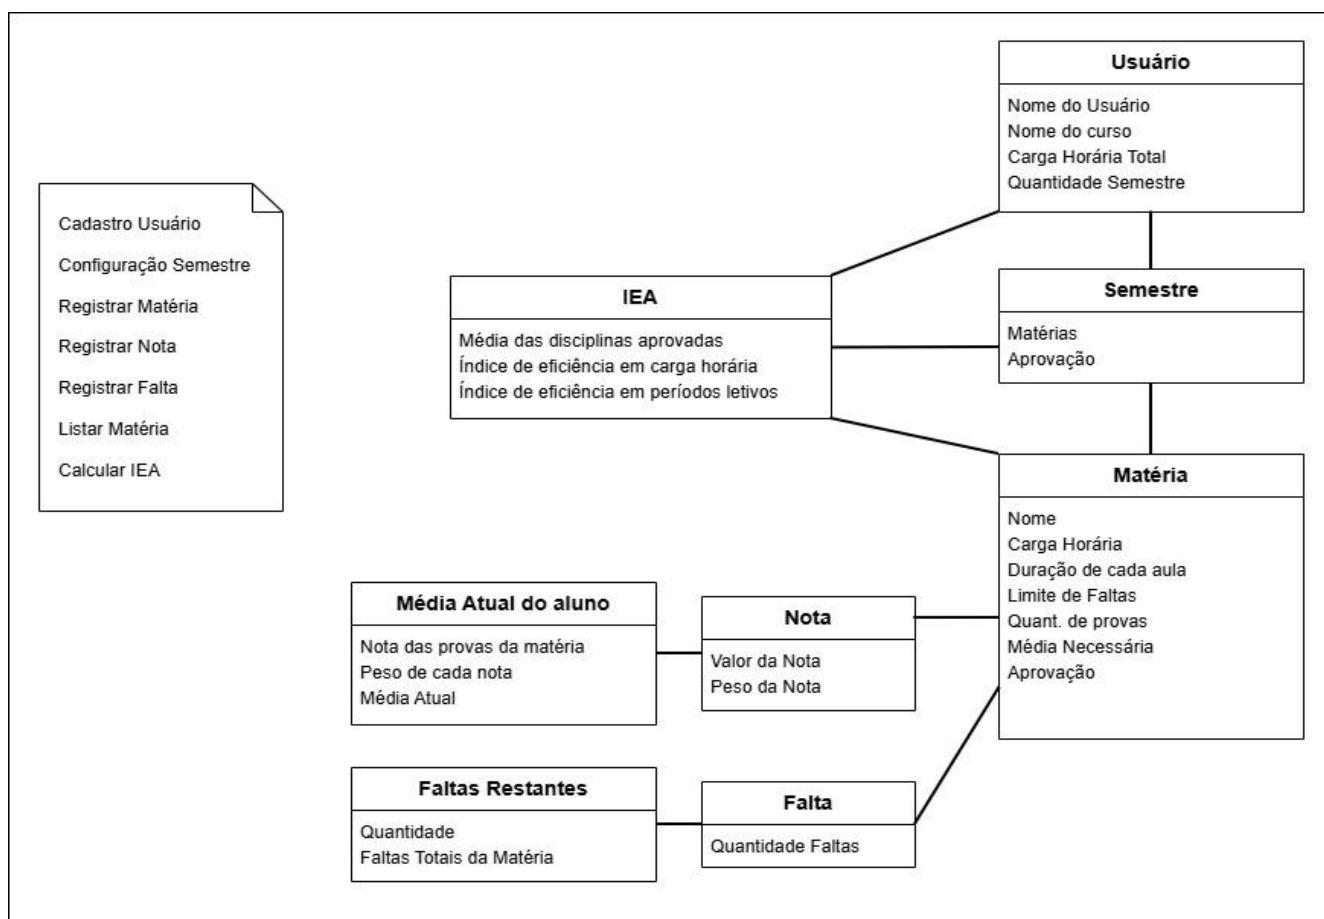 Usuário
Nome do Usuário
Nome do curso
Carga Horária Total
Quantidade Semestre
Cadastro Usuário
Configuração Semestre
Registrar Matéria
Registrar Nota
Registrar Falta
Listar Matéria
Calcular IEA
IEA
Média das disciplinas aprovadas
Índice de eficiência em carga horária
Índice de eficiência em períodos letivos
Semestre
Matérias
Aprovação
Matéria
Nome
Carga Horária
Duração de cada aula
Limite de Faltas
Quant. de provas
Média Necessária
Aprovação
Média Atual do aluno
Nota das provas da matéria
Peso de cada nota
Média Atual
Nota
Valor da Nota
Peso da Nota
Faltas Restantes
Quantidade
Faltas Totais da Matéria
Falta
Quantidade Faltas